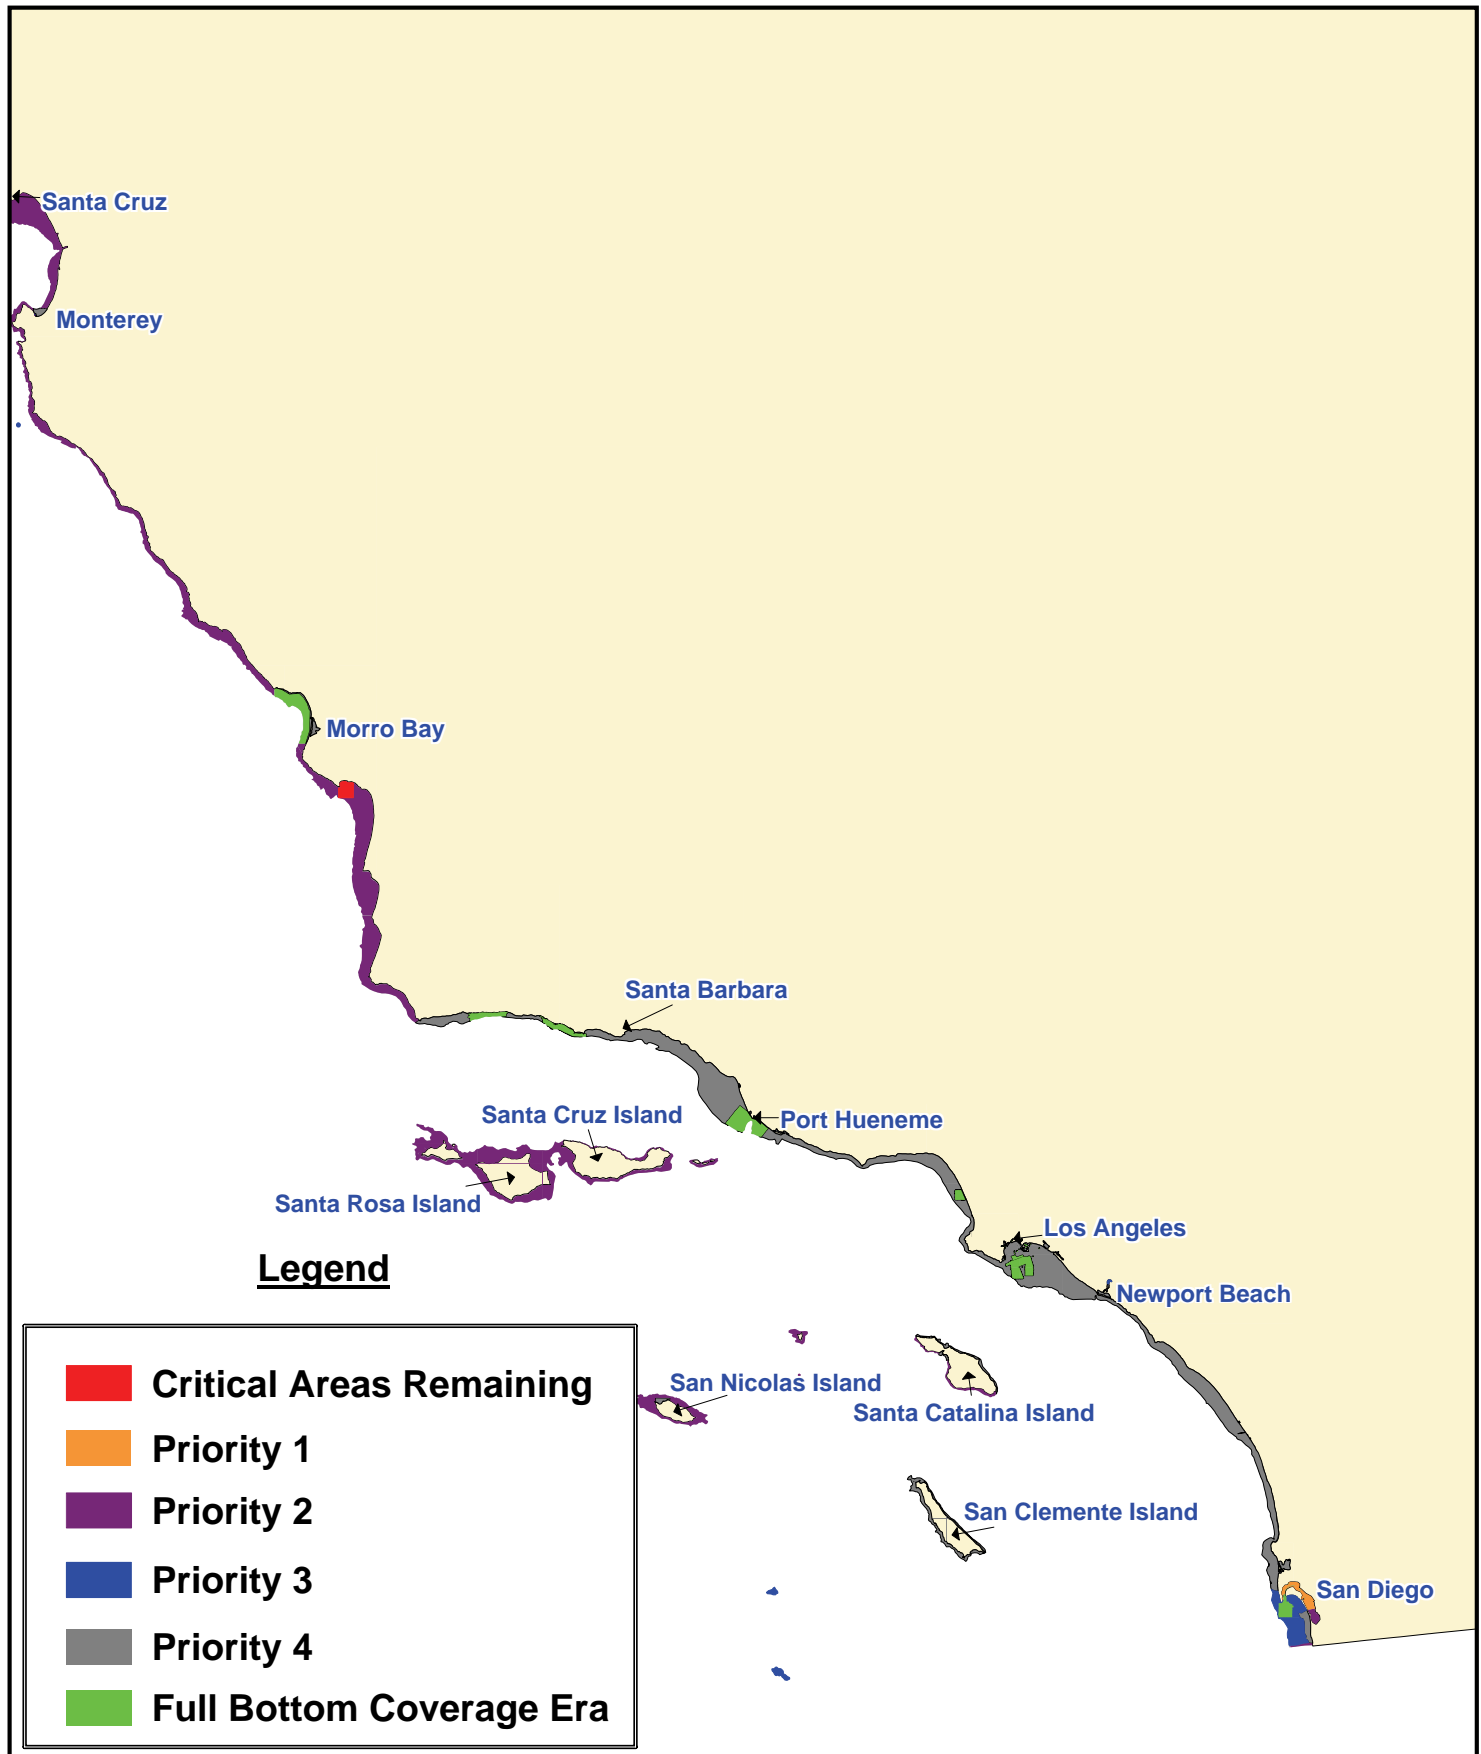 Santa Cruz
Monterey
Morro Bay
Santa Barbara
Santa Cruz Island
Port Hueneme
Santa Rosa Island
Los Angeles
Newport Beach
San Nicolas Island
Santa Catalina Island
San Clemente Island
San Diego
Legend
Critical Areas Remaining
Priority 1
Priority 2
Priority 3
Priority 4
Full Bottom Coverage Era